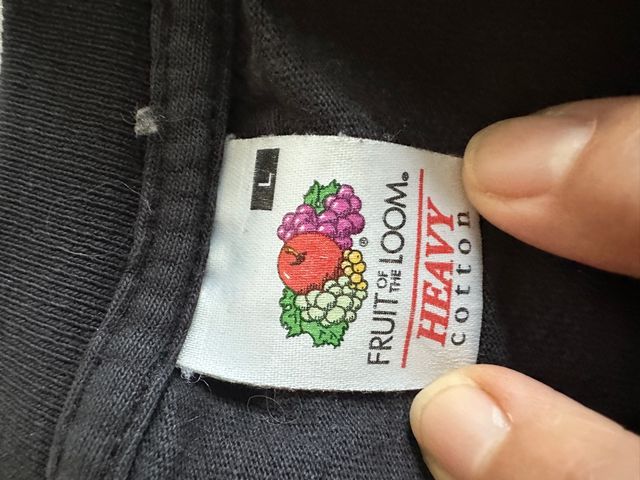 L
®
FRUIT OF THE LOOM®
HEAVY
cotton